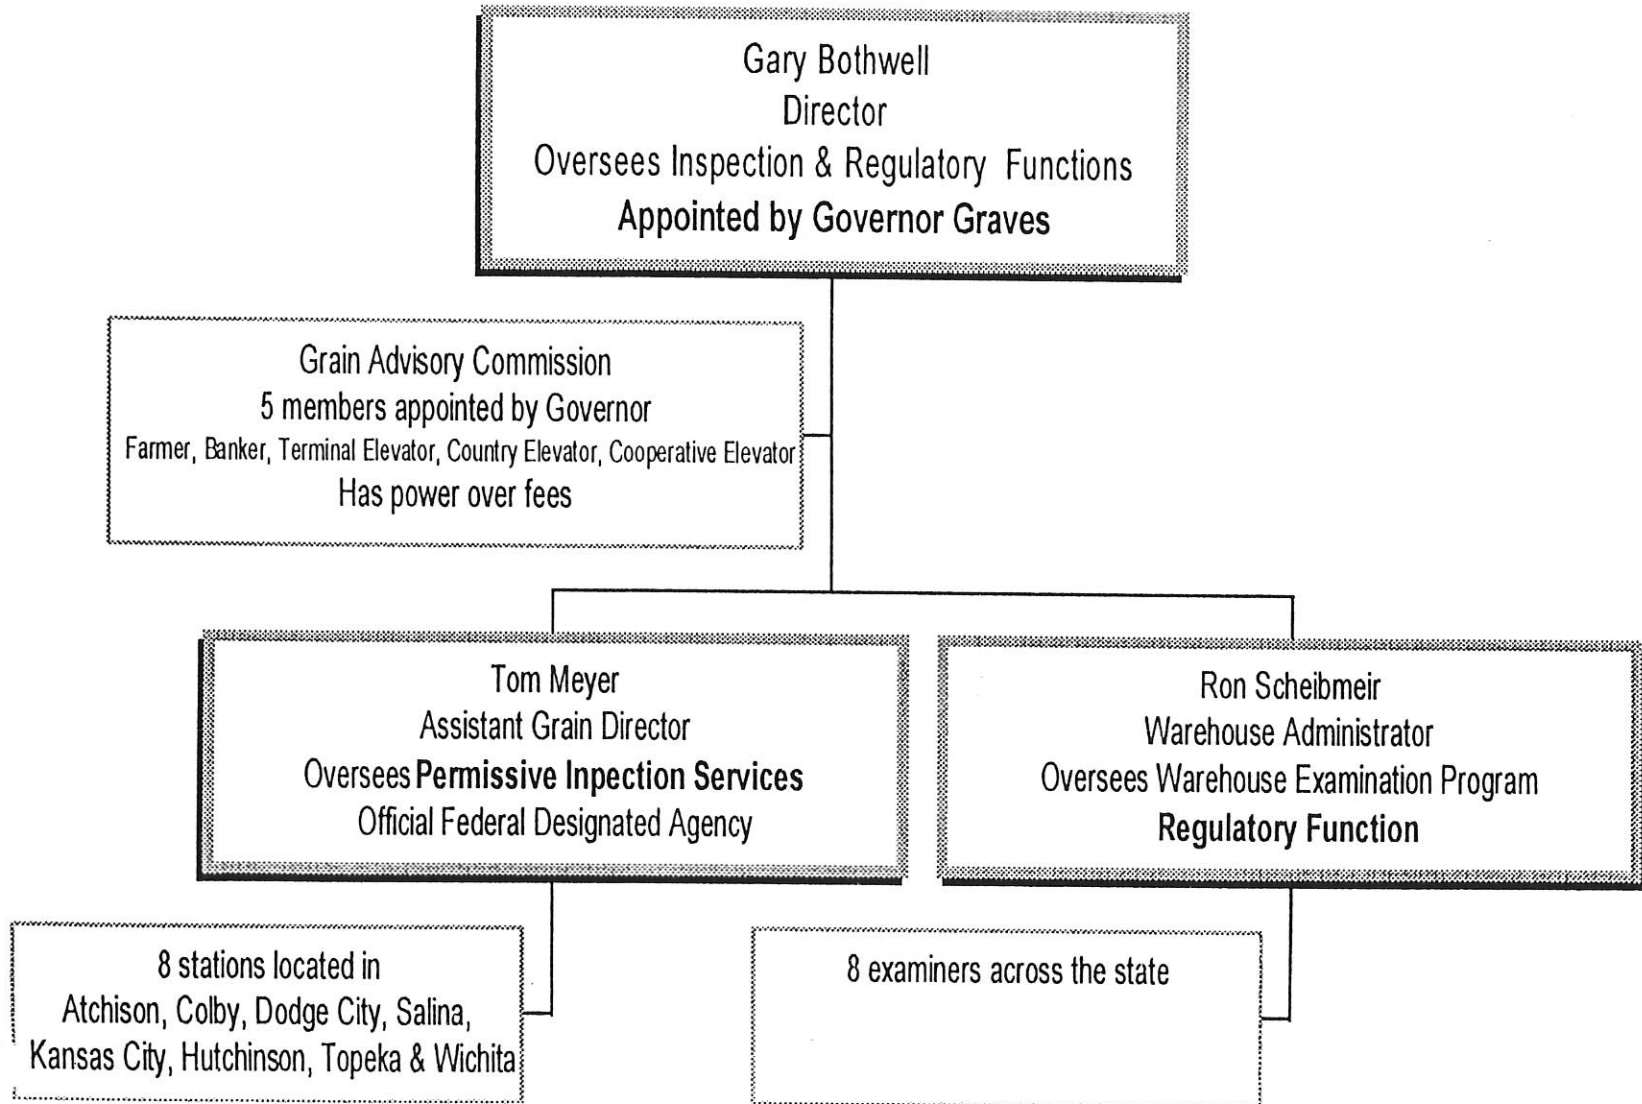 Gary Bothwell
Director
Oversees Inspection & Regulatory Functions
Appointed by Governor Graves
Grain Advisory Commission
5 members appointed by Governor
Farmer, Banker, Terminal Elevator, Country Elevator, Cooperative Elevator
Has power over fees
Tom Meyer
Assistant Grain Director
Oversees Permissive Inpection Services
Official Federal Designated Agency
Ron Scheibmeir
Warehouse Administrator
Oversees Warehouse Examination Program
Regulatory Function
8 stations located in
Atchison, Colby, Dodge City, Salina,
Kansas City, Hutchinson, Topeka & Wichita
8 examiners across the state